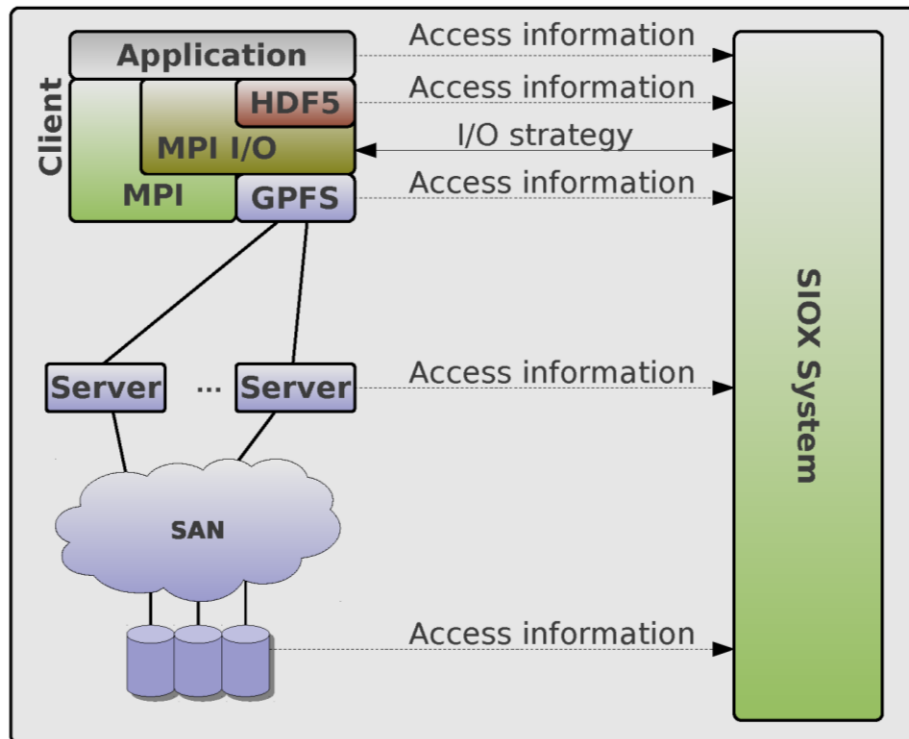 Application
Access information
HDF5
Access information
MPI I/O
I/O strategy
Client
MPI
GPFS
Access information
SIOX System
Server
...
Server
Access information
SAN
Access information